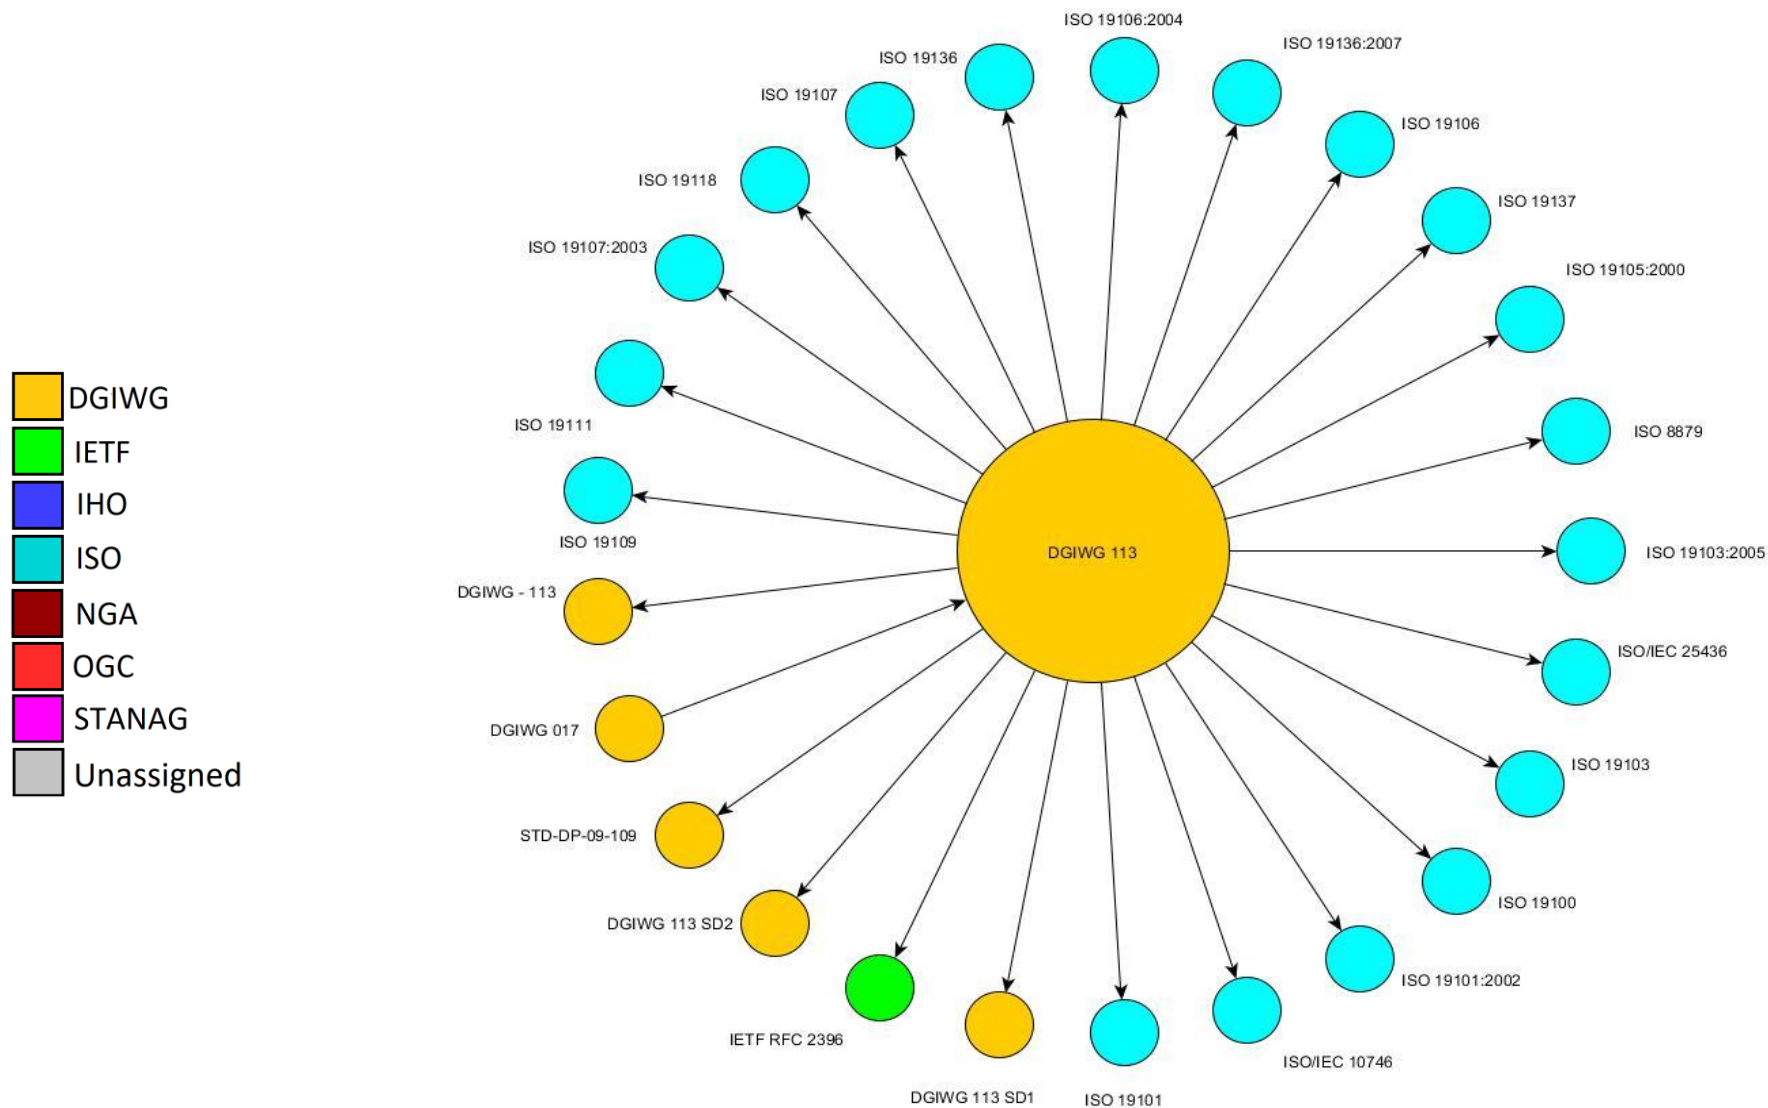 ISO 19106:2004
ISO 19136:2007
ISO 19136
ISO 19107
ISO 19106
ISO 19118
ISO 19137
ISO 19107:2003
ISO 19105:2000
DGIWG
IETF
IHO
ISO
NGA
OGC
STANAG
Unassigned
ISO 19111
ISO 8879
ISO 19109
DGIWG 113
ISO 19103:2005
DGIWG - 113
ISO/IEC 25436
DGIWG 017
ISO 19103
STD-DP-09-109
ISO 19100
DGIWG 113 SD2
ISO 19101:2002
IETF RFC 2396
ISO/IEC 10746
DGIWG 113 SD1
ISO 19101